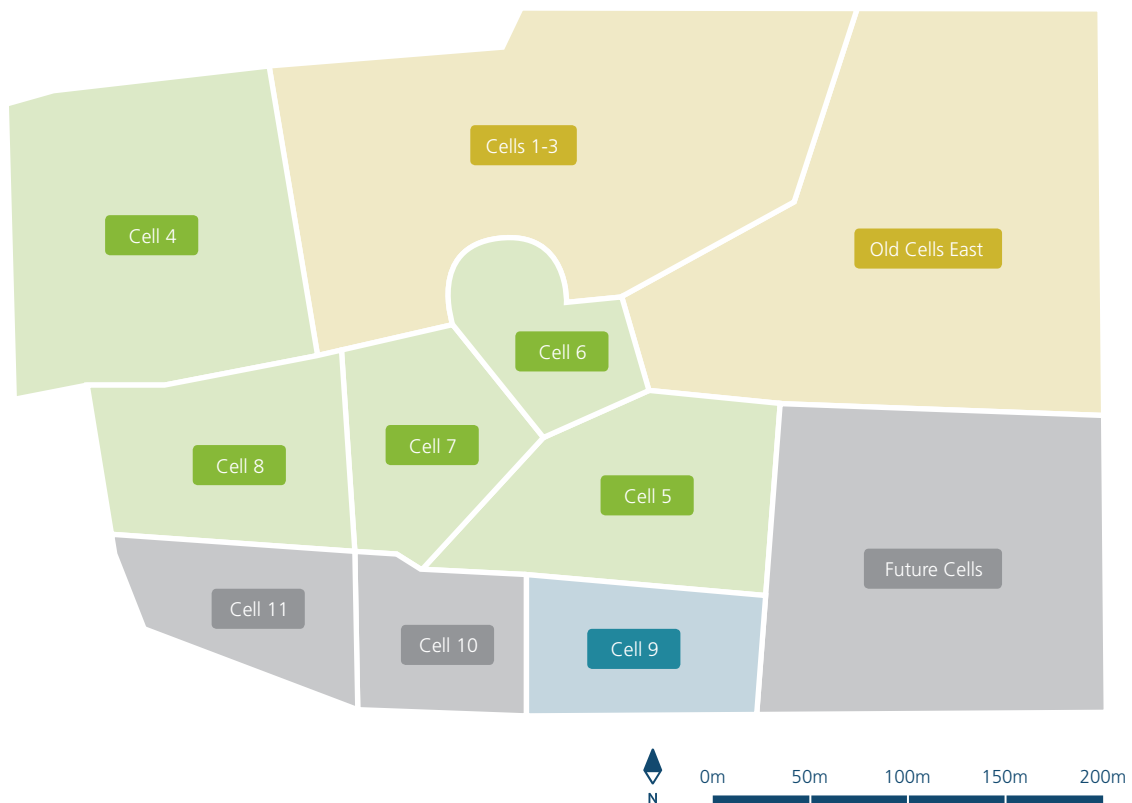 Cells 1-3
Cell 4
Old Cells East
Cell 6
Cell 7
Cell 8
Cell 5
Future Cells
Cell 11
Cell 10
Cell 9
N
0m 50m 100m 150m 200m